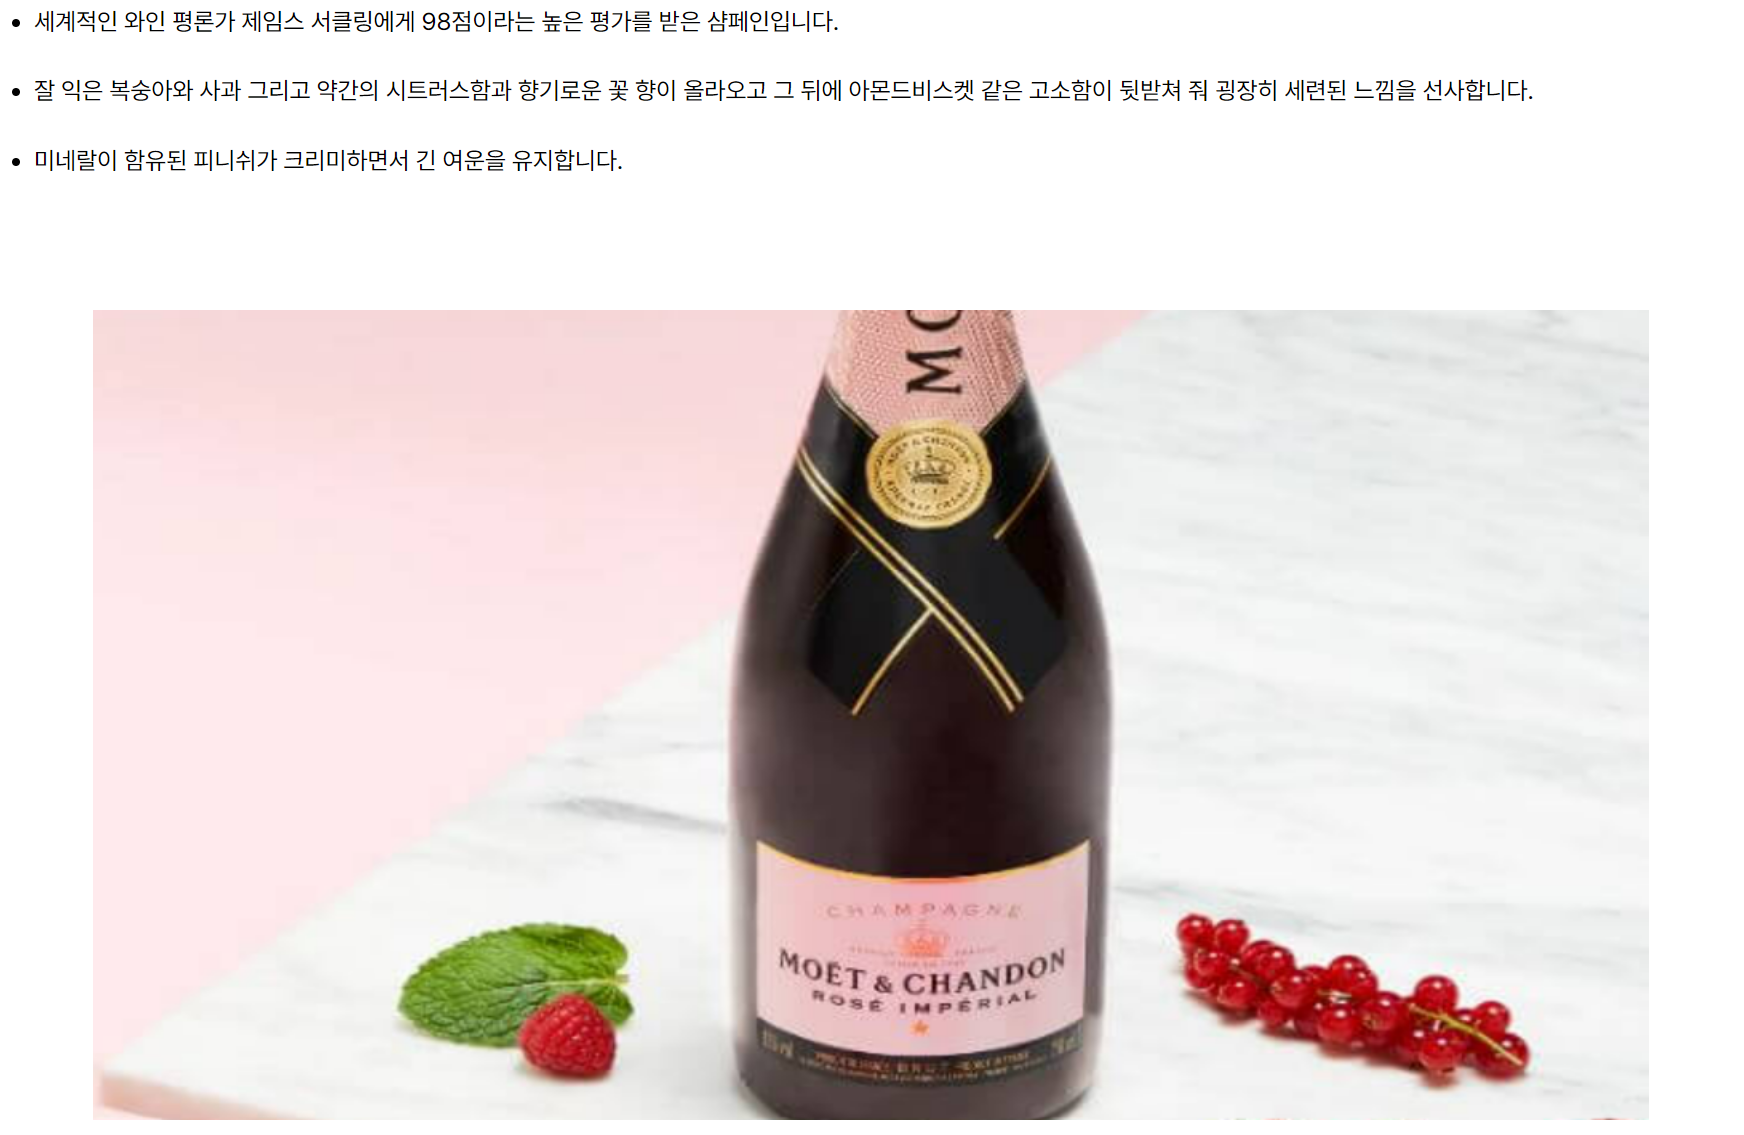 세계적인 와인 평론가 제임스 서클링에게 98점이라는 높은 평가를 받은 샴페인입니다.
잘 익은 복숭아와 사과 그리고 약간의 시트러스함과 향기로운 꽃 향이 올라오고 그 뒤에 아몬드비스켓 같은 고소함이 뒷받쳐 줘 굉장히 세련된 느낌을 선사합니다.
미네랄이 함유된 피니쉬가 크리미하면서 긴 여운을 유지합니다.
MO
MOËT & CHANDON
CHAMPAGNE
MOËT & CHANDON
ROSÉ IMPÉRIAL